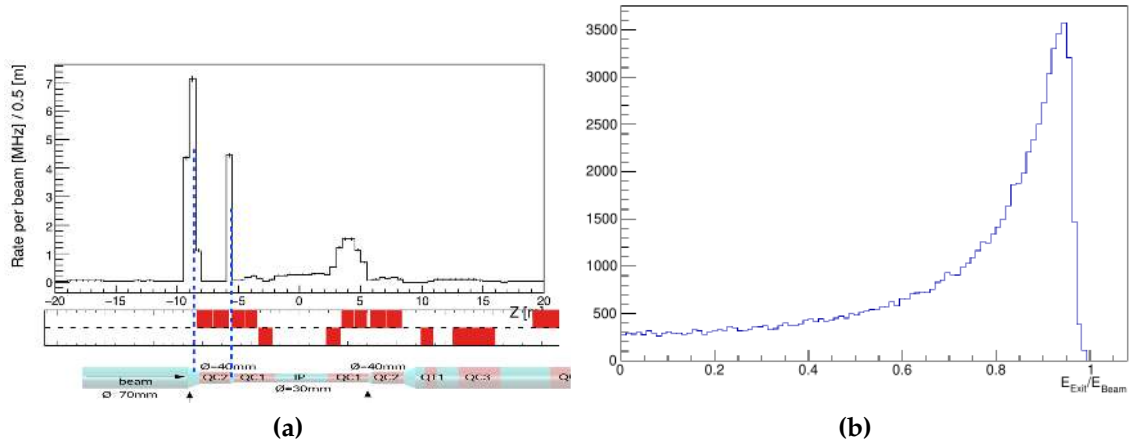 Rate per beam [MHz] / 0.5 [m]
7
6
5
4
3
2
1
0
−20 −15 −10 −5 0 5 10 15 20
Ø=40mm Ø=40mm
beam QC2 QC1 IP QC1 QC2 QT1 QC3
Ø=70mm Ø=30mm
(a)
3500
3000
2500
2000
1500
1000
500
0
0 0.2 0.4 0.6 0.8 1
E_Exit/E_Beam
(b)